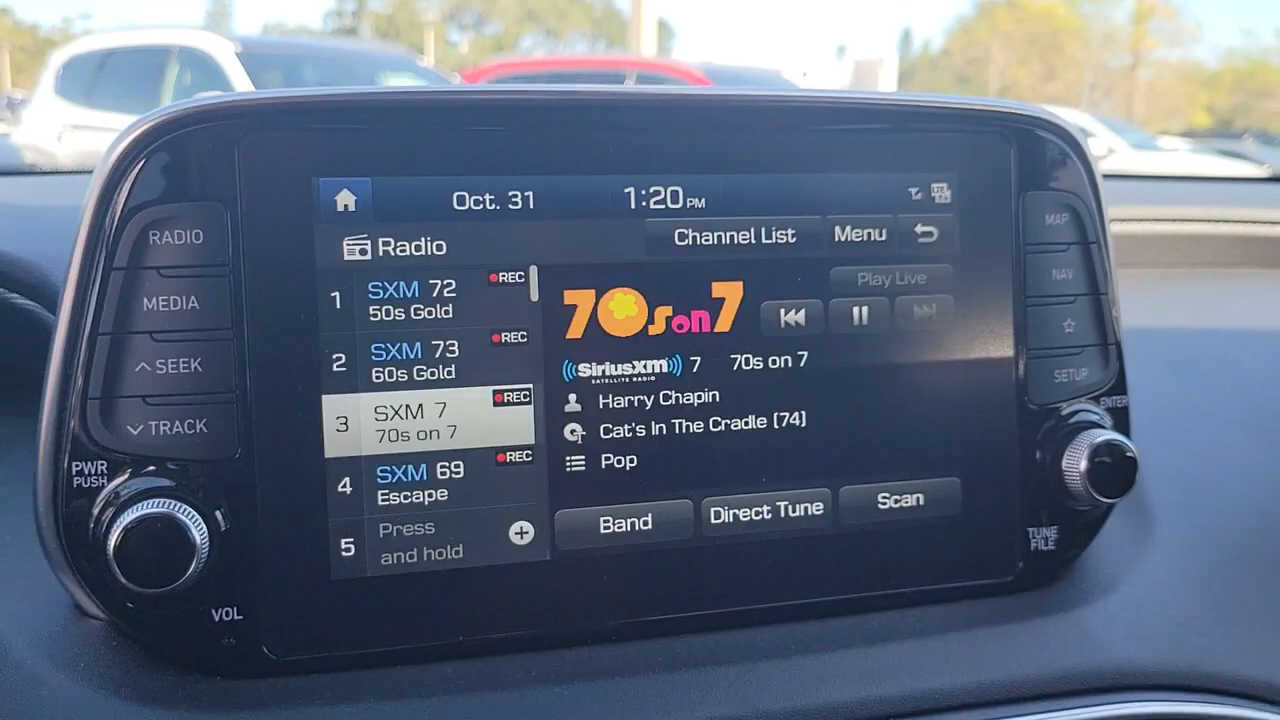 Oct. 31 1:20 PM
LTE
Radio
Channel List Menu
RADIO
MEDIA
SEEK
TRACK
PWR
PUSH
VOL
1 SXM 72 REC
50s Gold
2 SXM 73 REC
60s Gold
3 SXM 7 REC
70s on 7
4 SXM 69 REC
Escape
5 Press
and hold
Play Live
70s on 7
SiriusXM 7 70s on 7
SATELLITE RADIO
Harry Chapin
Cat's In The Cradle (74)
Pop
Band Direct Tune Scan
MAP
NAV
SETUP
ENTER
TUNE
FILE